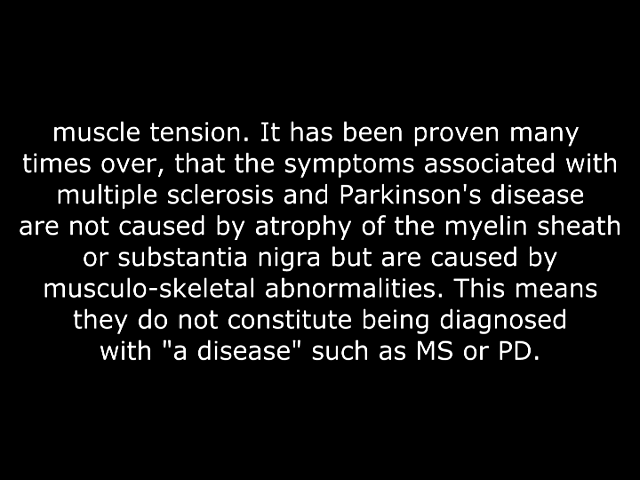 muscle tension. It has been proven many
times over, that the symptoms associated with
multiple sclerosis and Parkinson's disease
are not caused by atrophy of the myelin sheath
or substantia nigra but are caused by
musculo-skeletal abnormalities. This means
they do not constitute being diagnosed
with "a disease" such as MS or PD.